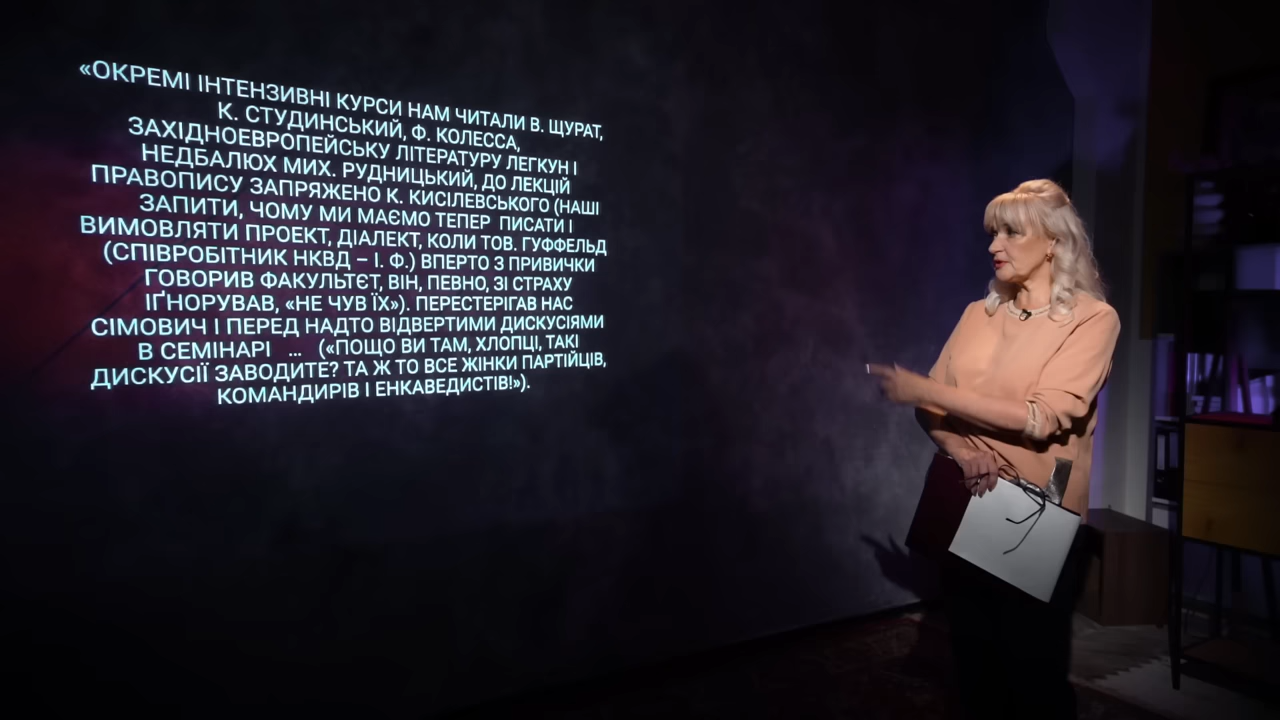 «ОКРЕМІ ІНТЕНЗИВНІ КУРСИ НАМ ЧИТАЛИ В. ЩУРАТ,
К. СТУДИНСЬКИЙ, Ф. КОЛЕССА,
ЗАХІДНОЕВРОПЕЙСЬКУ ЛІТЕРАТУРУ ЛЕГКУН І
НЕДБАЛЮХ МИХ. РУДНИЦЬКИЙ, ДО ЛЕКЦІЙ
ПРАВОПИСУ ЗАПРЯЖЕНО К. КИСІЛЕВСЬКОГО (НАШІ
ЗАПИТИ, ЧОМУ МИ МАЄМО ТЕПЕР ПИСАТИ І
ВИМОВЛЯТИ ПРОЕКТ, ДІАЛЕКТ, КОЛИ ТОВ. ГУФФЕЛЬД
(СПІВРОБІТНИК НКВД – І. Ф.) ВПЕРТО З ПРИВИЧКИ
ГОВОРИВ ФАКУЛЬТЄТ, ВІН, ПЕВНО, ЗІ СТРАХУ
ІҐНОРУВАВ, «НЕ ЧУВ ЇХ»). ПЕРЕСТЕРІГАВ НАС
СІМОВИЧ І ПЕРЕД НАДТО ВІДВЕРТИМИ ДИСКУСІЯМИ
В СЕМІНАРІ ... («ПОЩО ВИ ТАМ, ХЛОПЦІ, ТАКІ
ДИСКУСІЇ ЗАВОДИТЕ? ТА Ж ТО ВСЕ ЖІНКИ ПАРТІЙЦІВ,
КОМАНДИРІВ І ЕНКАВЕДИСТІВ!»).